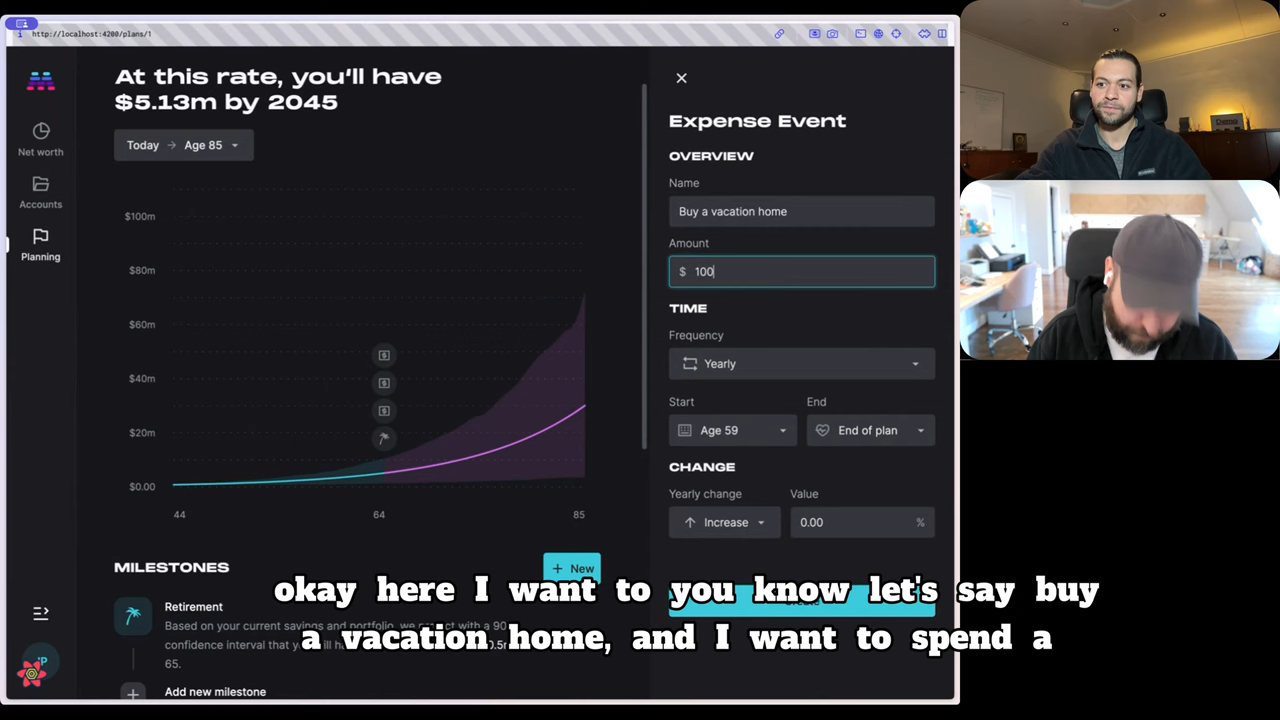 http://localhost:4200/plans/1
At this rate, you'll have
$5.13m by 2045
Today → Age 85
Net worth
Accounts
Planning
$100m
$80m
$60m
$40m
$20m
$0.00
44
64
85
MILESTONES
+ New
Retirement
Based on your current savings and portfolio, we project with a 90
confidence interval that
65.
Add new milestone
Expense Event
OVERVIEW
Name
Buy a vacation home
Amount
$ 100
TIME
Frequency
Yearly
Start
End
Age 59
End of plan
CHANGE
Yearly change
Value
Increase
0.00 %
okay here I want to you know let's say buy
a vacation home, and I want to spend a
Demo